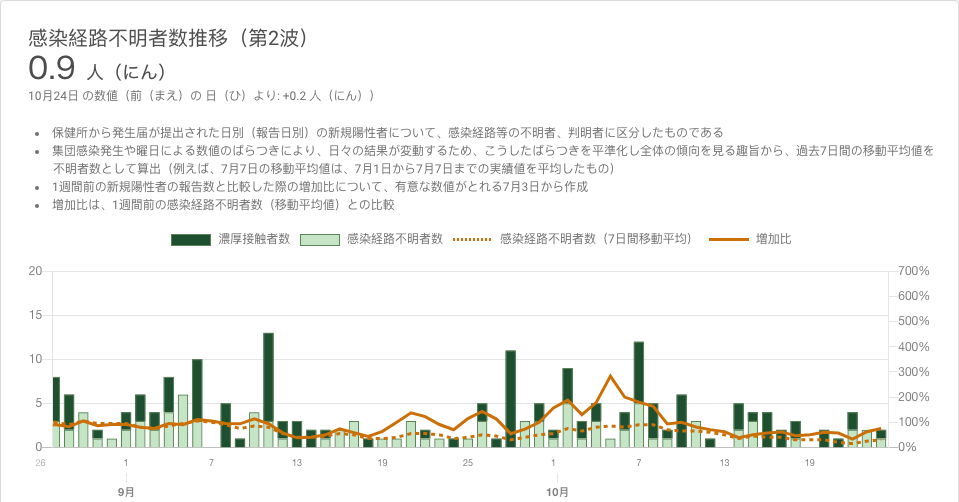 感染経路不明者数推移（第2波）
0.9 人（にん）
10月24日 の数値（前（まえ）の 日（ひ）より: +0.2 人（にん））
• 保健所から発生届が提出された日別（報告日別）の新規陽性者について、感染経路等の不明者、判明者に区分したものである
• 集団感染発生や曜日による数値のばらつきにより、日々の結果が変動するため、こうしたばらつきを平準化し全体の傾向を見る趣旨から、過去7日間の移動平均値を
不明者数として算出（例えば、7月7日の移動平均値は、7月1日から7月7日までの実績値を平均したもの）
• 1週間前の新規陽性者の報告数と比較した際の増加比について、有意な数値がとれる7月3日から作成
• 増加比は、1週間前の感染経路不明者数（移動平均値）との比較
濃厚接触者数 感染経路不明者数 感染経路不明者数（7日間移動平均） 増加比
20 700%
600%
15 500%
400%
10 300%
5 200%
100%
0 0%
26 1 7 13 19 25 1 7 13 19
9月 10月